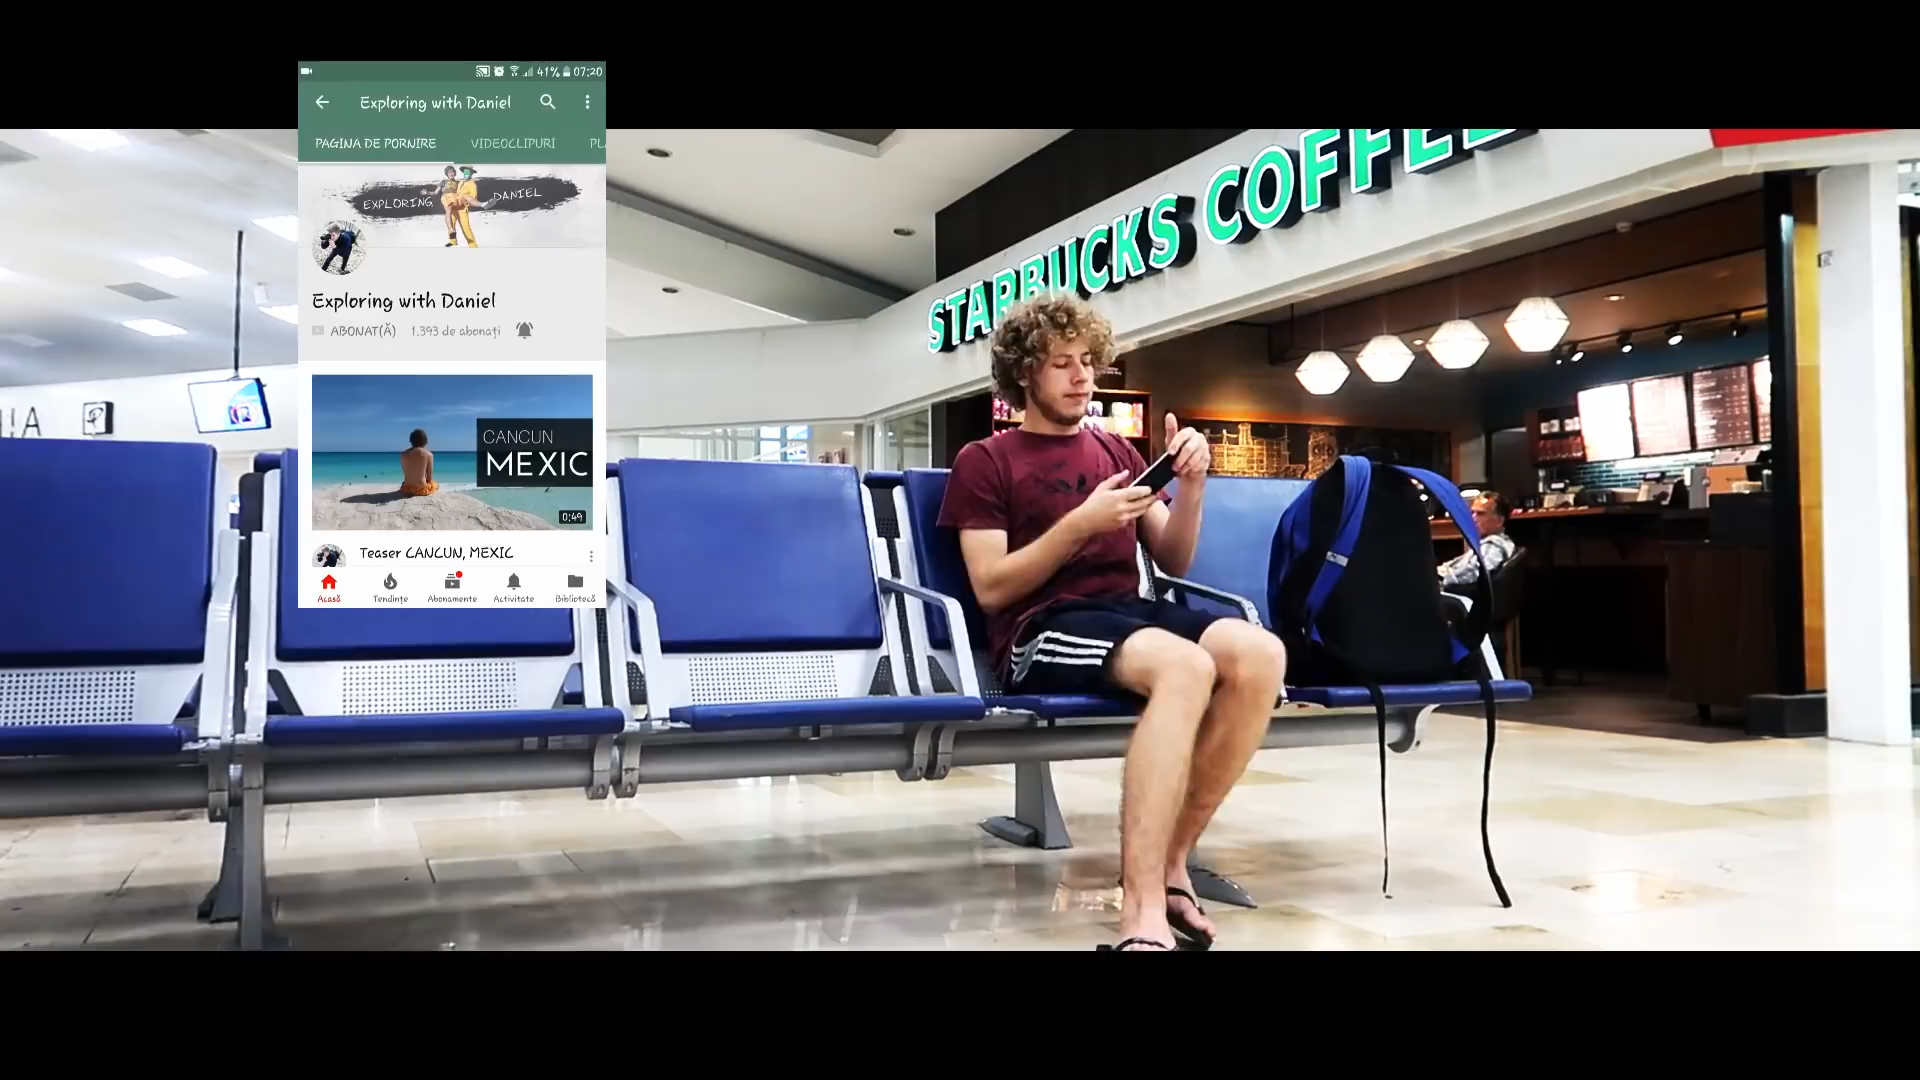 41% 07:20
Exploring with Daniel
PAGINA DE PORNIRE VIDEOCLIPURI PL
EXPLORING DANIEL
Exploring with Daniel
ABONAT(Ă) 1.393 de abonați
CANCUN
MEXIC
0:49
Teaser CANCUN, MEXIC
Acasă Tendințe Abonamente Activitate Bibliotecă
STARBUCKS COFFEE